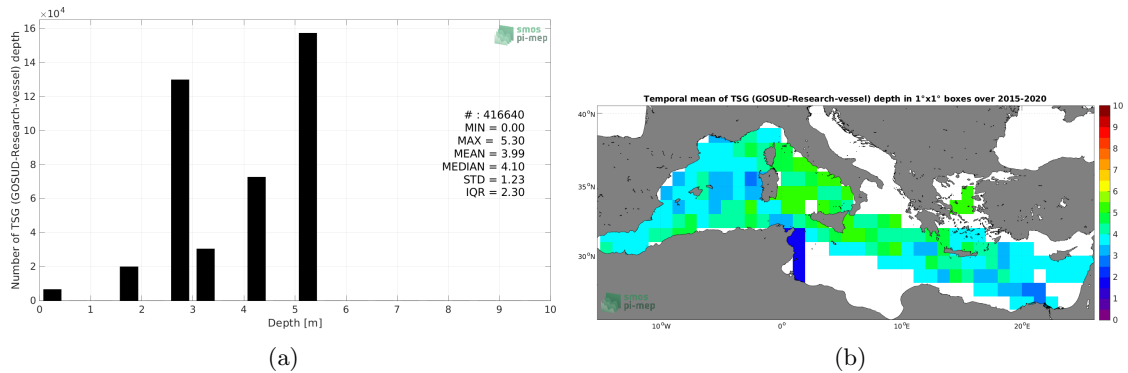 ×10⁴
16
14
12
10
8
6
4
2
0
Number of TSG (GOSUD-Research-vessel) depth
smos
pi-mep
# : 416640
MIN = 0.00
MAX = 5.30
MEAN = 3.99
MEDIAN = 4.10
STD = 1.23
IQR = 2.30
0 1 2 3 4 5 6 7 8 9 10
Depth [m]
(a)
Temporal mean of TSG (GOSUD-Research-vessel) depth in 1°x1° boxes over 2015-2020
40°N
35°N
30°N
10°W 0° 10°E 20°E
smos
pi-mep
10
9
8
7
6
5
4
3
2
1
0
(b)